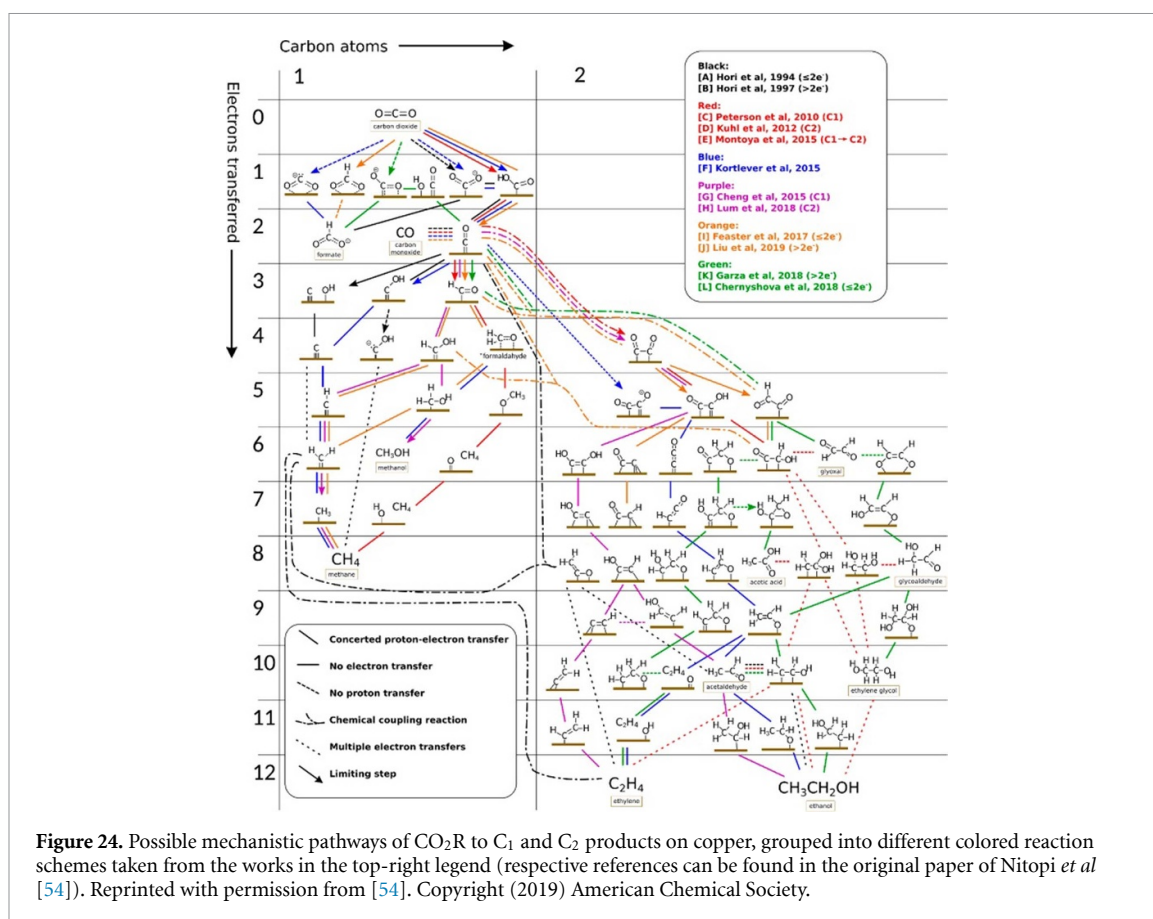 Carbon atoms
1
2
Electrons transferred
0
1
2
3
4
5
6
7
8
9
10
11
12
Black:
[A] Hori et al, 1994 (≤2e⁻)
[B] Hori et al, 1997 (>2e⁻)
Red:
[C] Peterson et al, 2010 (C1)
[D] Kuhl et al, 2012 (C2)
[E] Montoya et al, 2015 (C1→ C2)
Blue:
[F] Kortlever et al, 2015
Purple:
[G] Cheng et al, 2015 (C1)
[H] Lum et al, 2018 (C2)
Orange:
[I] Feaster et al, 2017 (≤2e⁻)
[J] Liu et al, 2019 (>2e⁻)
Green:
[K] Garza et al, 2018 (>2e⁻)
[L] Chernyshova et al, 2018 (≤2e⁻)
O=C=O
carbon dioxide
formate
CO
carbon
monoxide
formaldahyde
CH₃OH
methanol
glyoxal
CH₄
CH₄
CH₃
CH₄
methane
acetic acid
glycoaldehyde
C₂H₄
acetaldehyde
ethylene glycol
C₂H₄
C₂H₄
ethylene
CH₃CH₂OH
ethanol
Concerted proton-electron transfer
No electron transfer
No proton transfer
Chemical coupling reaction
Multiple electron transfers
Limiting step
Figure 24. Possible mechanistic pathways of CO₂R to C₁ and C₂ products on copper, grouped into different colored reaction
schemes taken from the works in the top-right legend (respective references can be found in the original paper of Nitopi et al
[54]). Reprinted with permission from [54]. Copyright (2019) American Chemical Society.